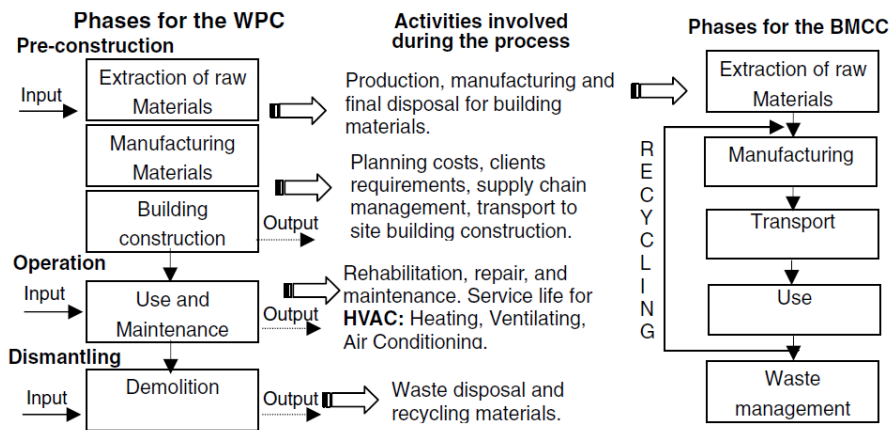 Phases for the WPC
Pre-construction
Input
Extraction of raw
Materials
Manufacturing
Materials
Building
construction
Output
Operation
Input
Use and
Maintenance
Output
Dismantling
Input
Demolition
Output
Activities involved
during the process
Production, manufacturing and
final disposal for building
materials.
Planning costs, clients
requirements, supply chain
management, transport to
site building construction.
Rehabilitation, repair, and
maintenance. Service life for
HVAC: Heating, Ventilating,
Air Conditioning.
Waste disposal and
recycling materials.
Phases for the BMCC
Extraction of raw
Materials
Manufacturing
Transport
Use
Waste
management
RECYCLING